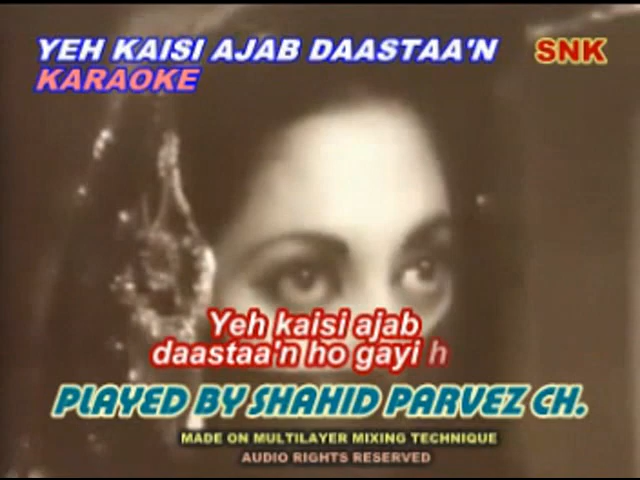 YEH KAISI AJAB DAASTAA'N
SNK
KARAOKE
Yeh kaisi ajab
daastaa'n ho gayi h
PLAYED BY SHAHID PARVEZ CH.
MADE ON MULTILAYER MIXING TECHNIQUE
AUDIO RIGHTS RESERVED